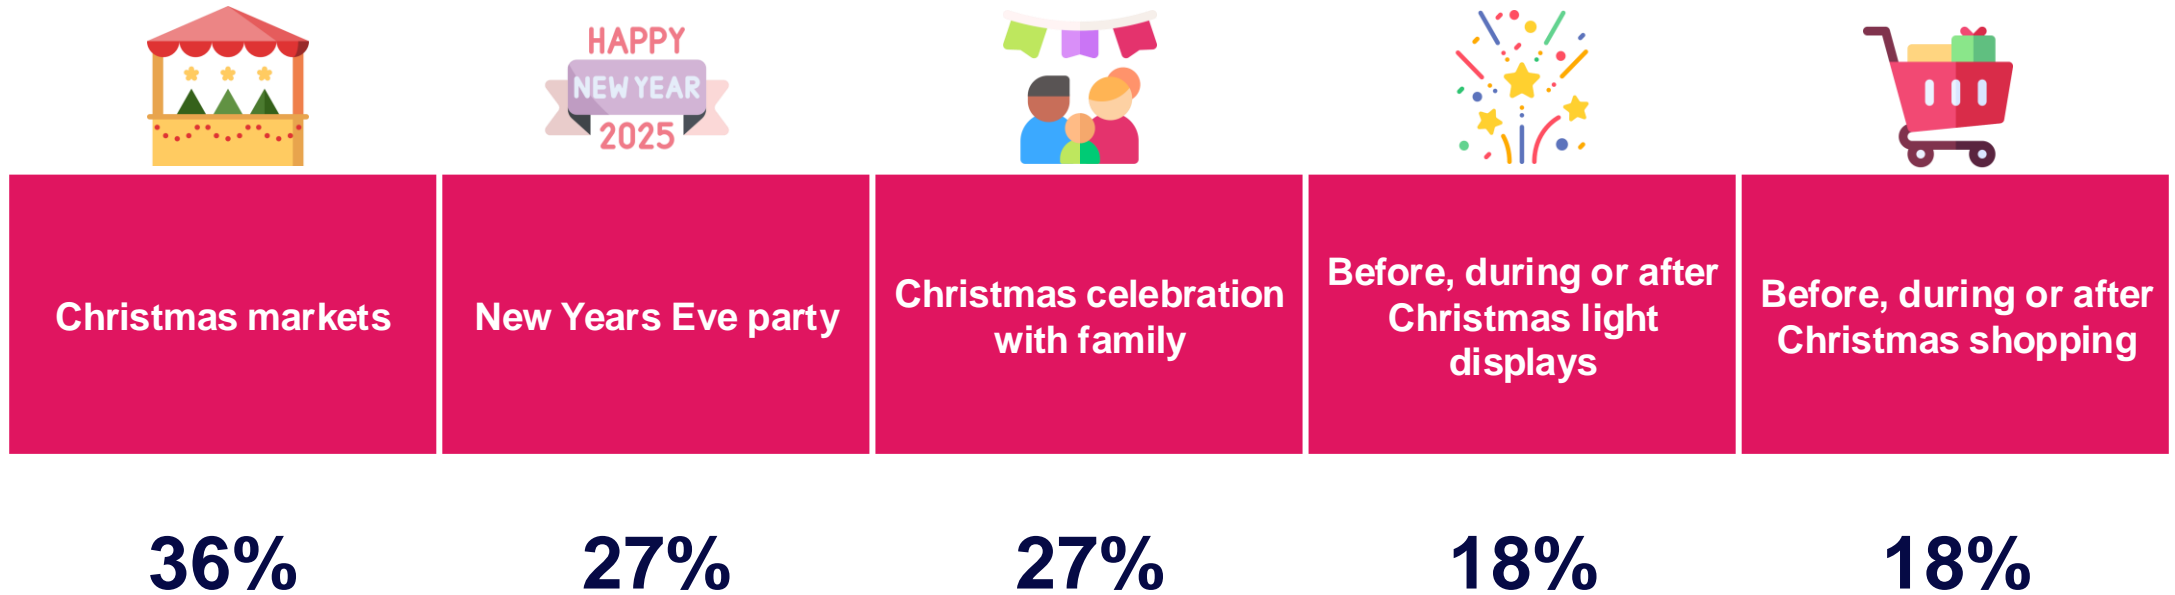 HAPPY
NEW YEAR
2025
Christmas markets
New Years Eve party
Christmas celebration
with family
Before, during or after
Christmas light
displays
Before, during or after
Christmas shopping
36%
27%
27%
18%
18%